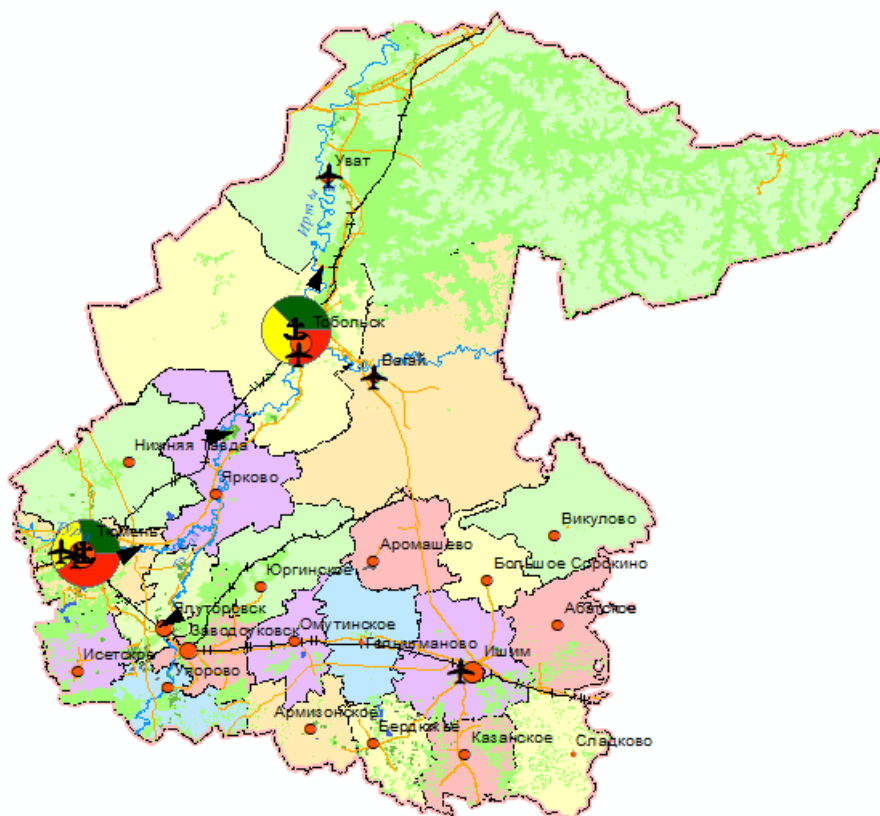 Уват
Иртыш
Тобольск
Вагай
Нижняя Тавда
Ярково
Викулово
Тюмень
Аромашево
Большое Сорокино
Юргинское
Абатское
Ялуторовск
Омутинское
Заводоуковск
Голышманово
Ишим
Исетское
Упорово
Армизонское
Бердюжье
Казанское
Сладково